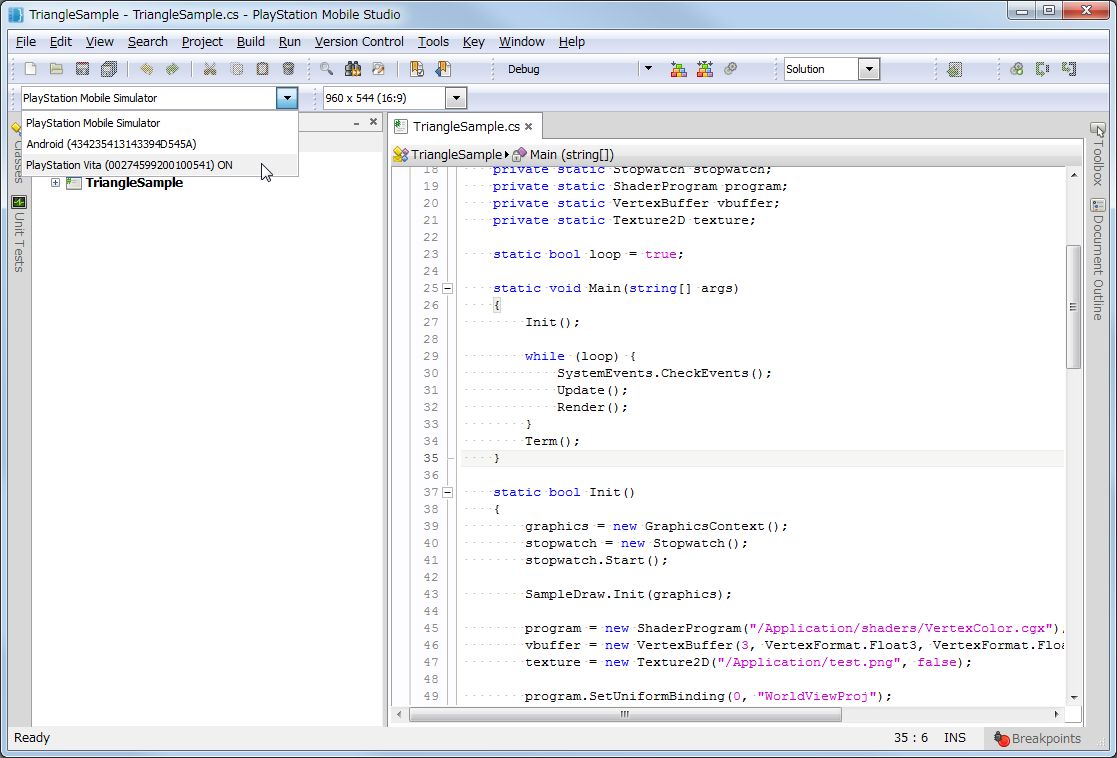 TriangleSample - TriangleSample.cs - PlayStation Mobile Studio
File Edit View Search Project Build Run Version Control Tools Key Window Help
Debug
Solution
PlayStation Mobile Simulator
960 x 544 (16:9)
PlayStation Mobile Simulator
Android (434235413143394D545A)
PlayStation Vita (00274599200100541) ON
TriangleSample
Classes
Unit Tests
TriangleSample.cs
TriangleSample Main (string[])
18 private static Stopwatch stopwatch;
19 private static ShaderProgram program;
20 private static VertexBuffer vbuffer;
21 private static Texture2D texture;
22
23 static bool loop = true;
24
25 static void Main(string[] args)
26 {
27 Init();
28
29 while (loop) {
30 SystemEvents.CheckEvents();
31 Update();
32 Render();
33 }
34 Term();
35 }
36
37 static bool Init()
38 {
39 graphics = new GraphicsContext();
40 stopwatch = new Stopwatch();
41 stopwatch.Start();
42
43 SampleDraw.Init(graphics);
44
45 program = new ShaderProgram("/Application/shaders/VertexColor.cgx")
46 vbuffer = new VertexBuffer(3, VertexFormat.Float3, VertexFormat.Floa
47 texture = new Texture2D("/Application/test.png", false);
48
49 program.SetUniformBinding(0, "WorldViewProj");
Toolbox
Document Outline
Ready
35 : 6 INS
Breakpoints